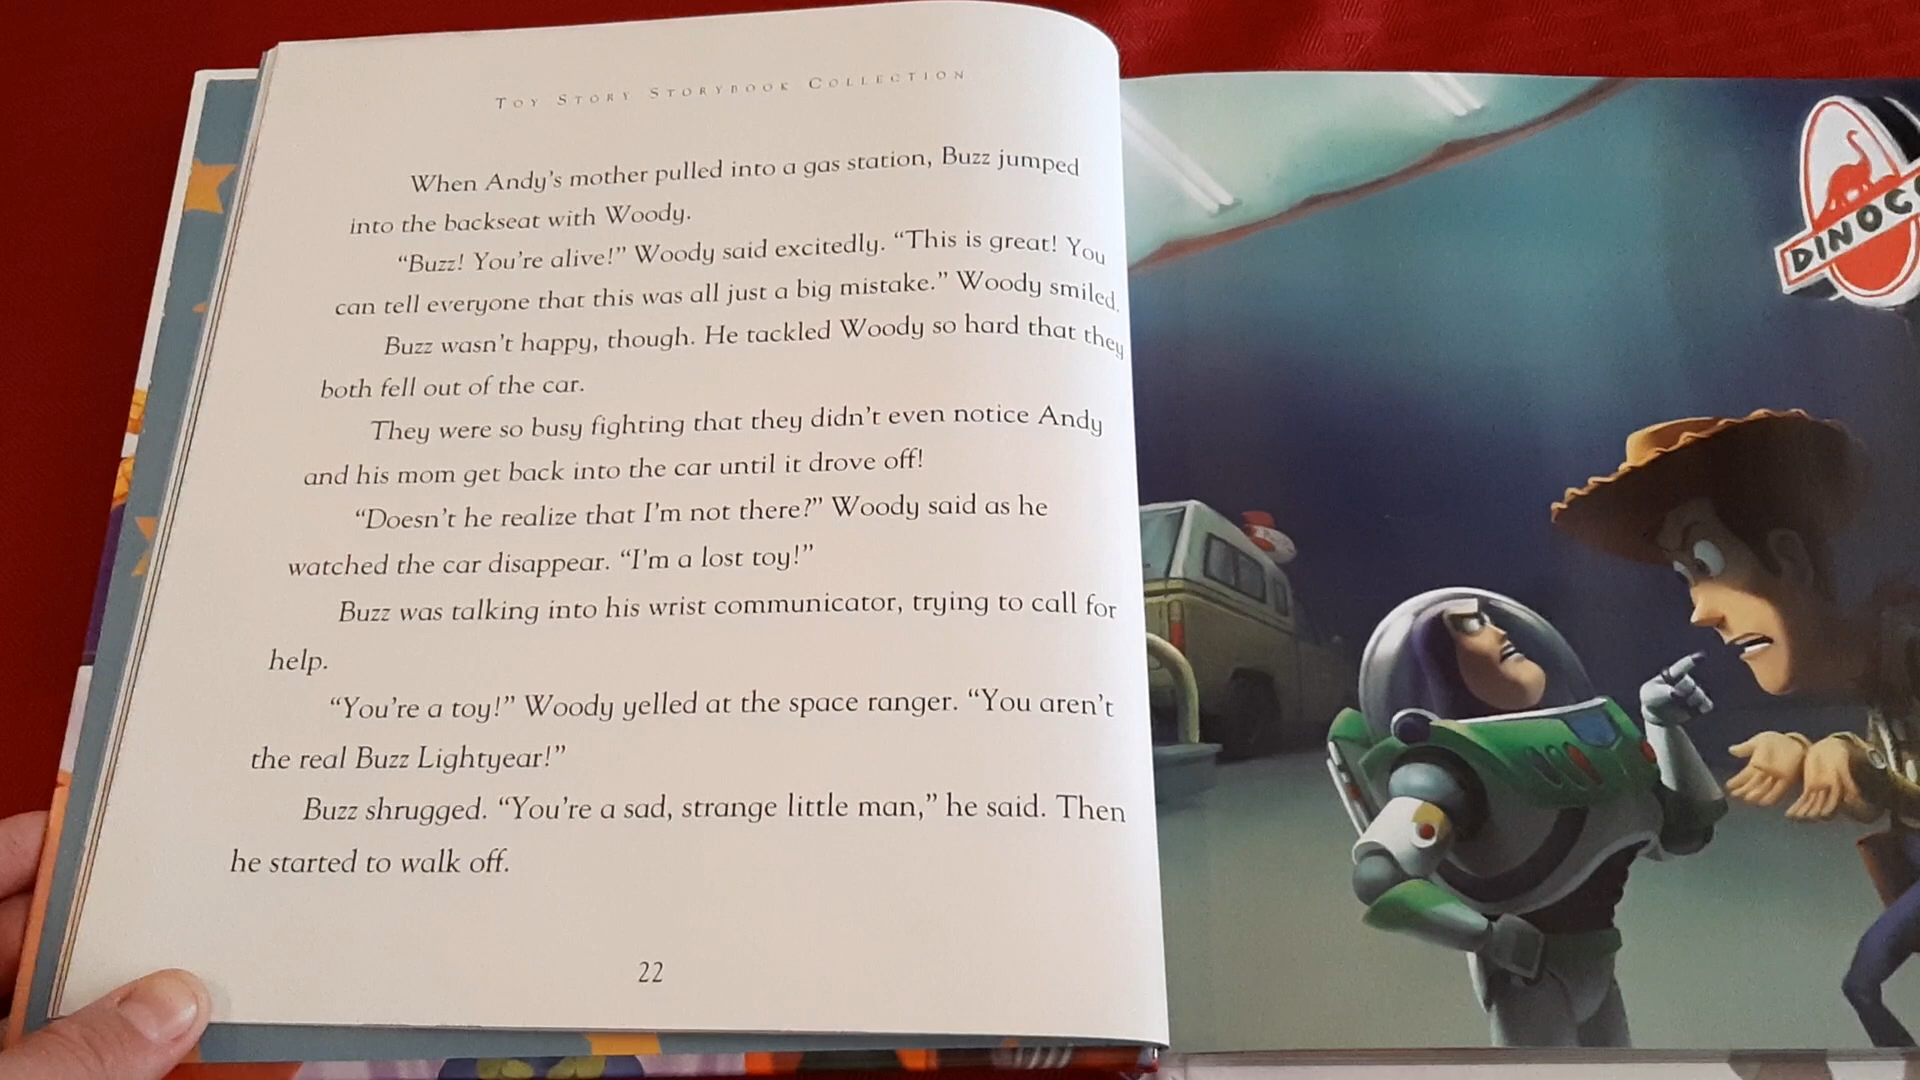 TOY STORY STORYBOOK COLLECTION
When Andy's mother pulled into a gas station, Buzz jumped
into the backseat with Woody.
“Buzz! You're alive!” Woody said excitedly. “This is great! You
can tell everyone that this was all just a big mistake.” Woody smiled.
Buzz wasn't happy, though. He tackled Woody so hard that they
both fell out of the car.
They were so busy fighting that they didn't even notice Andy
and his mom get back into the car until it drove off!
“Doesn't he realize that I'm not there?” Woody said as he
watched the car disappear. “I'm a lost toy!”
Buzz was talking into his wrist communicator, trying to call for
help.
“You're a toy!” Woody yelled at the space ranger. “You aren't
the real Buzz Lightyear!”
Buzz shrugged. “You're a sad, strange little man,” he said. Then
he started to walk off.
22
DINOC